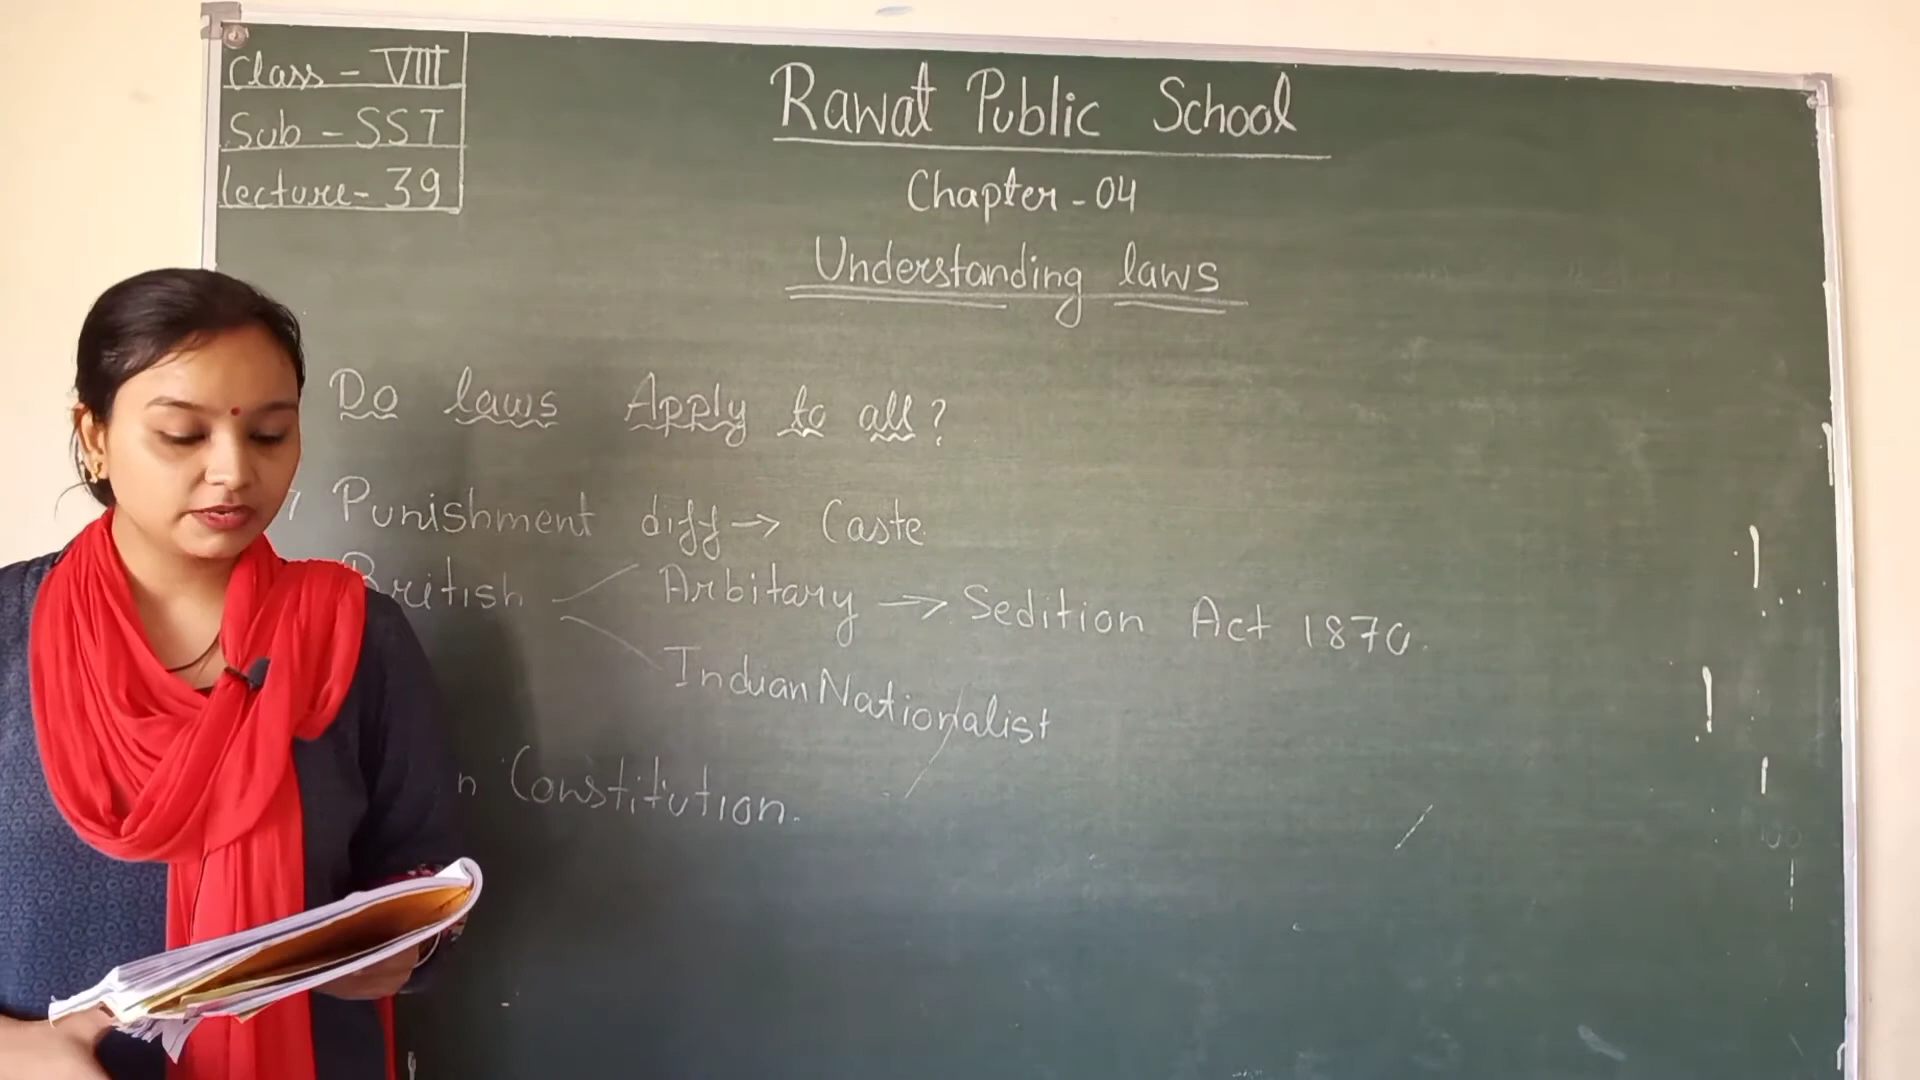 Class - VIII
Sub - SST
Lecture - 39
Rawat Public School
Chapter - 04
Understanding laws
Do laws Apply to all?
Punishment diff → Caste
British Arbitary → Sedition Act 1870.
Indian Nationalist
n Constitution.